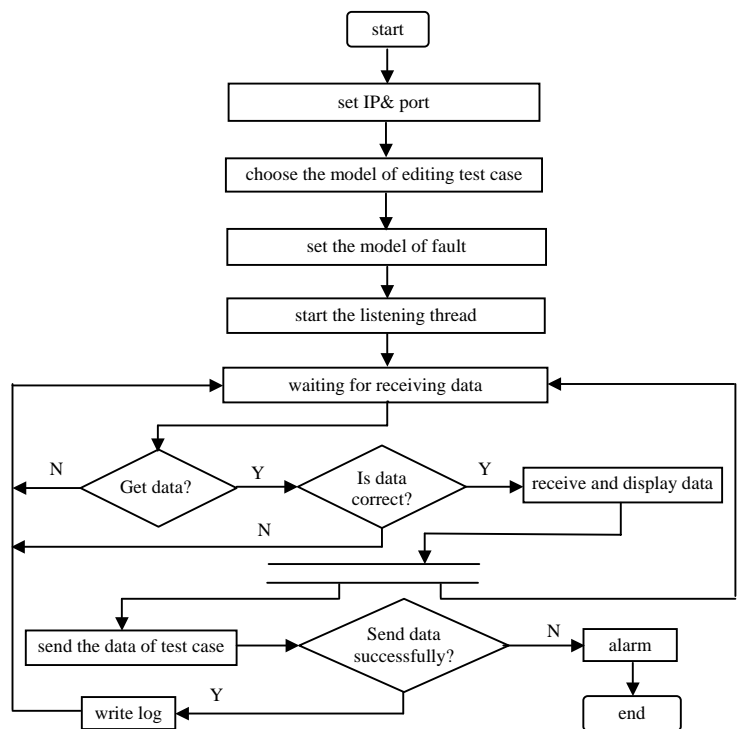 start
set IP& port
choose the model of editing test case
set the model of fault
start the listening thread
waiting for receiving data
N
Get data?
Y
Is data
correct?
Y
receive and display data
N
send the data of test case
Send data
successfully?
N
alarm
Y
write log
end